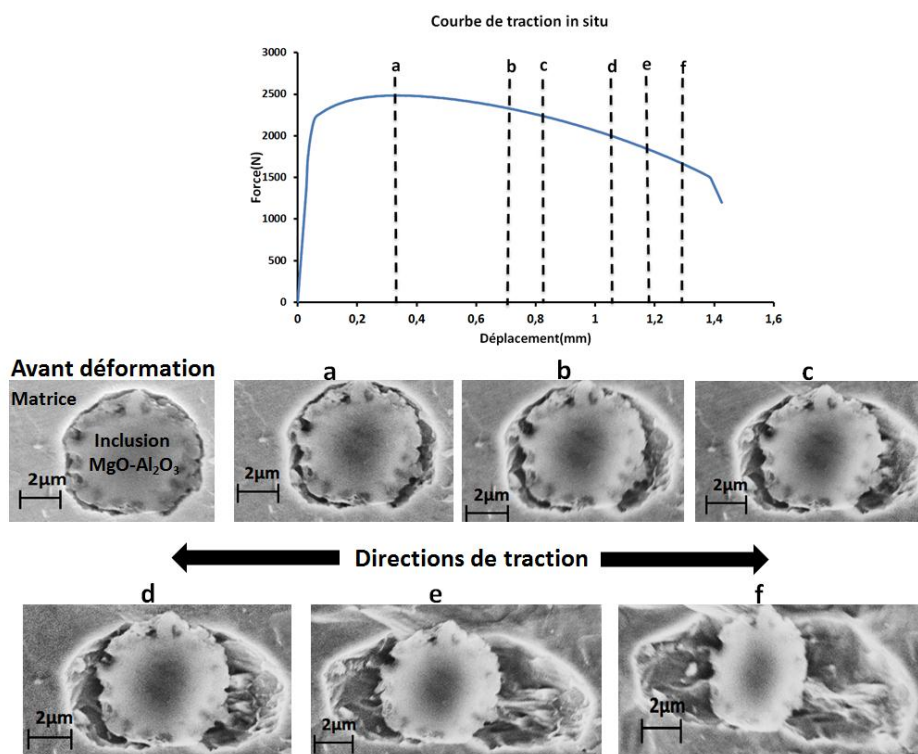 Courbe de traction in situ
Force(N)
3000
2500
2000
1500
1000
500
0
a
b
c
d
e
f
0
0,2
0,4
0,6
0,8
1
1,2
1,4
1,6
Déplacement(mm)
Avant déformation
a
b
c
Matrice
Inclusion
MgO-Al₂O₃
2µm
2µm
2µm
2µm
Directions de traction
d
e
f
2µm
2µm
2µm